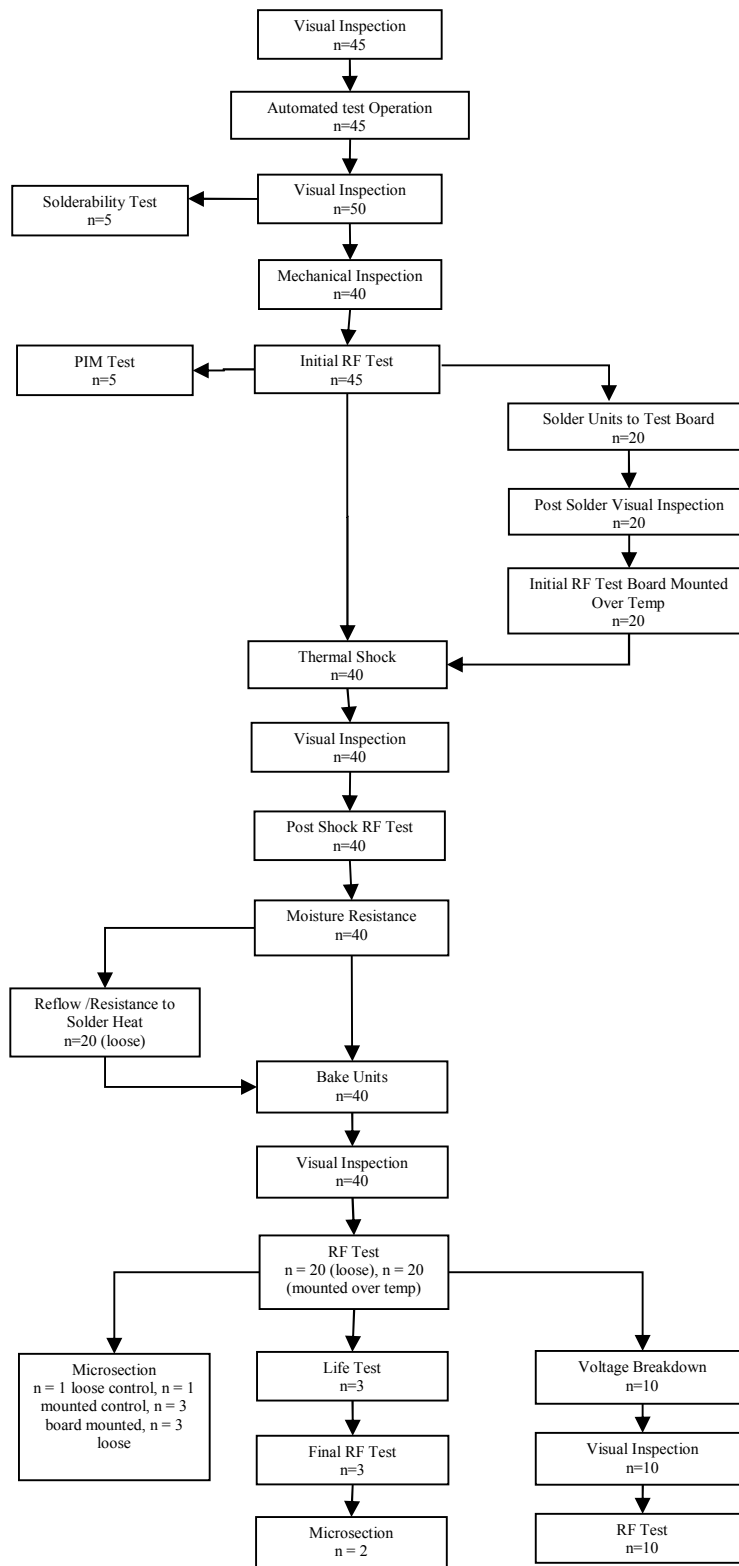 Visual Inspection
n=45
Automated test Operation
n=45
Visual Inspection
n=50
Solderability Test
n=5
Mechanical Inspection
n=40
Initial RF Test
n=45
PIM Test
n=5
Solder Units to Test Board
n=20
Post Solder Visual Inspection
n=20
Initial RF Test Board Mounted
Over Temp
n=20
Thermal Shock
n=40
Visual Inspection
n=40
Post Shock RF Test
n=40
Moisture Resistance
n=40
Reflow /Resistance to
Solder Heat
n=20 (loose)
Bake Units
n=40
Visual Inspection
n=40
RF Test
n = 20 (loose), n = 20
(mounted over temp)
Microsection
n = 1 loose control, n = 1
mounted control, n = 3
board mounted, n = 3
loose
Life Test
n=3
Final RF Test
n=3
Microsection
n = 2
Voltage Breakdown
n=10
Visual Inspection
n=10
RF Test
n=10